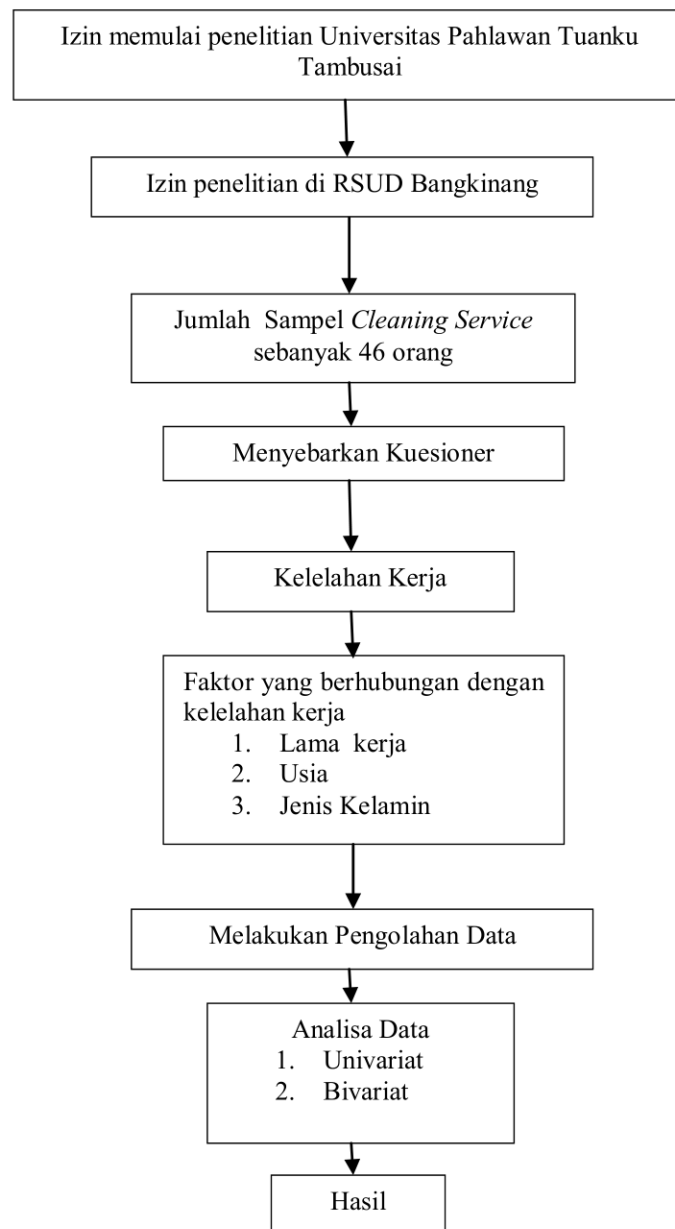 Izin memulai penelitian Universitas Pahlawan Tuanku
Tambusai
Izin penelitian di RSUD Bangkinang
Jumlah Sampel Cleaning Service
sebanyak 46 orang
Menyebarkan Kuesioner
Kelelahan Kerja
Faktor yang berhubungan dengan
kelelahan kerja
1. Lama kerja
2. Usia
3. Jenis Kelamin
Melakukan Pengolahan Data
Analisa Data
1. Univariat
2. Bivariat
Hasil